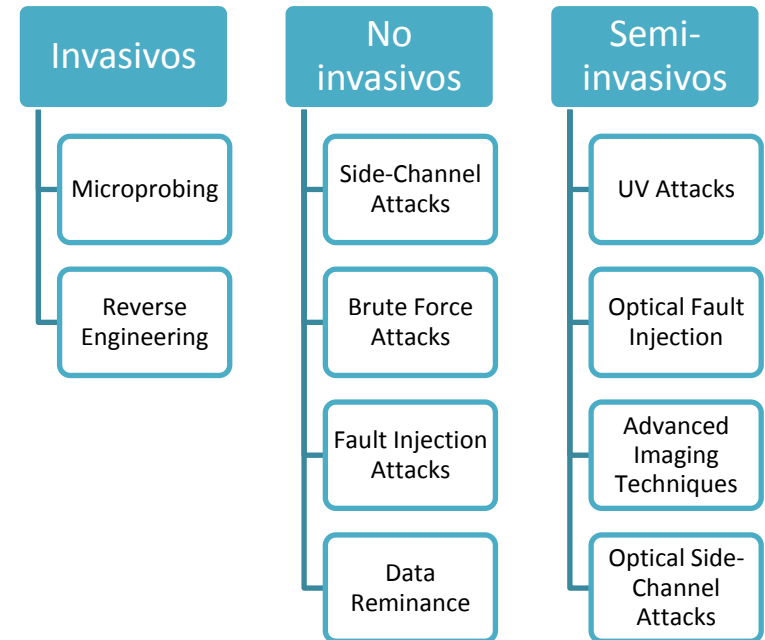 Invasivos
Microprobing
Reverse
Engineering
No
invasivos
Side-Channel
Attacks
Brute Force
Attacks
Fault Injection
Attacks
Data
Reminance
Semi-
invasivos
UV Attacks
Optical Fault
Injection
Advanced
Imaging
Techniques
Optical Side-
Channel
Attacks